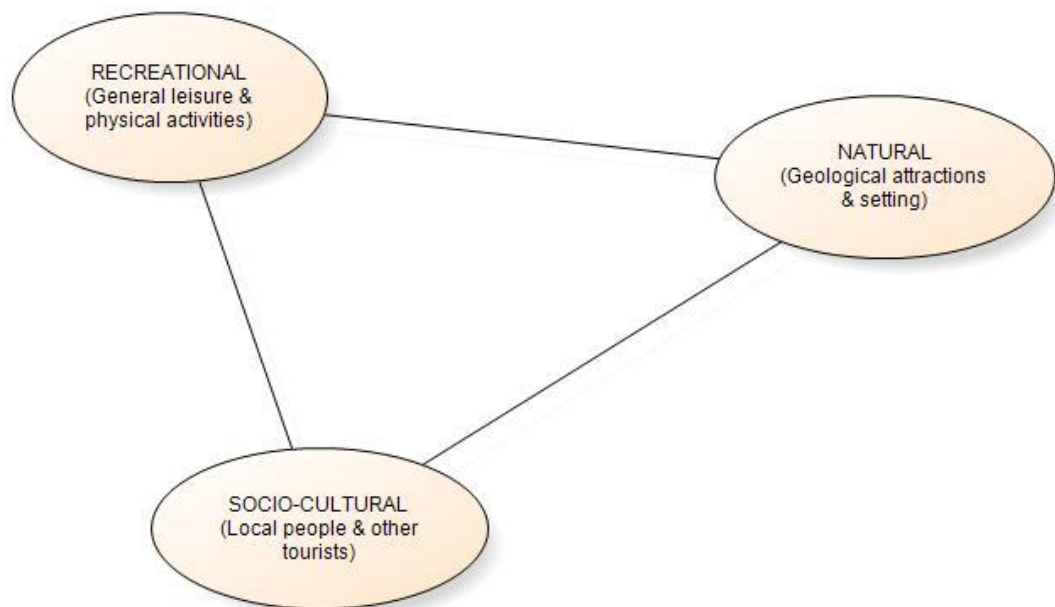 RECREATIONAL
(General leisure &
physical activities)
NATURAL
(Geological attractions
& setting)
SOCIO-CULTURAL
(Local people & other
tourists)